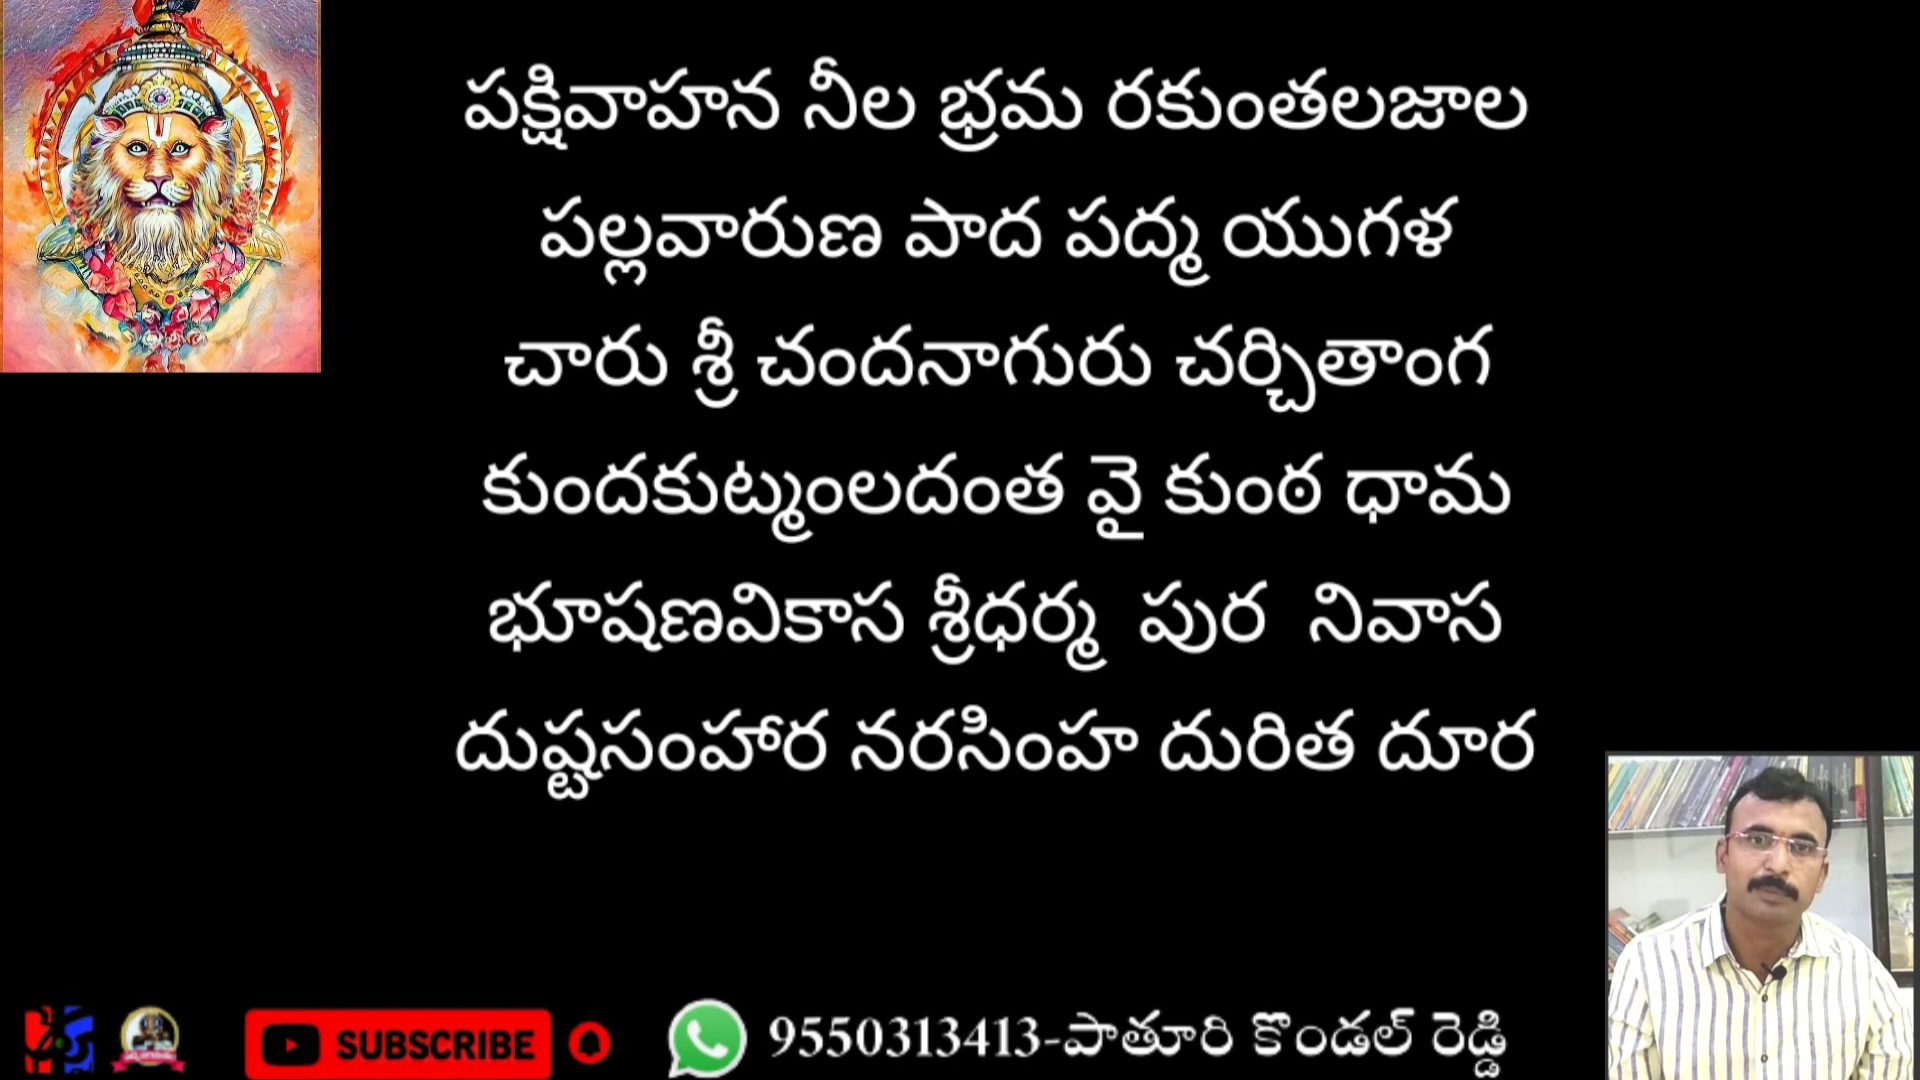 పక్షివాహన నీల భ్రమ రకుంతలజాల
పల్లవారుణ పాద పద్మ యుగళ
చారు శ్రీ చందనాగురు చర్చితాంగ
కుందకుట్మంలదంత వై కుంఠ ధామ
భూషణవికాస శ్రీధర్మ పుర నివాస
దుష్టసంహార నరసింహ దురిత దూర
SUBSCRIBE
9550313413-పాతూరి కొండల్ రెడ్డి